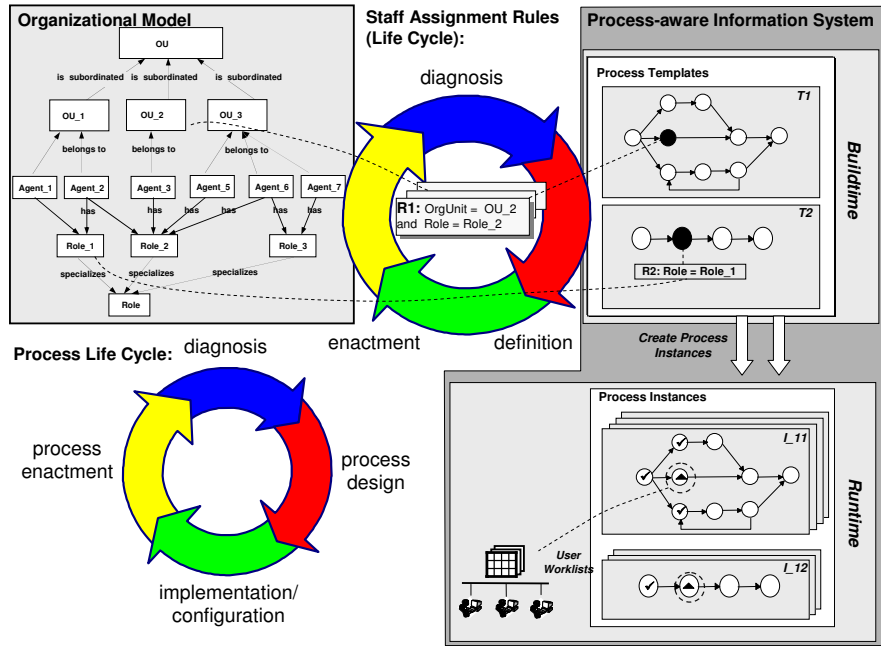 Organizational Model
OU
is subordinated is subordinated is subordinated
OU_1
OU_2
OU_3
belongs to belongs to belongs to
Agent_1 Agent_2 Agent_3 Agent_5 Agent_6 Agent_7
has has has has has
Role_1 Role_2 Role_3
specializes specializes specializes
Role
Staff Assignment Rules
(Life Cycle):
diagnosis
R1: OrgUnit = OU_2
and Role = Role_2
enactment
definition
Process-aware Information System
Process Templates
T1
T2
R2: Role = Role_1
Buildtime
Create Process
Instances
Process Life Cycle:
diagnosis
process
enactment
process
design
implementation/
configuration
Process Instances
I_11
I_12
User
Worklists
Runtime